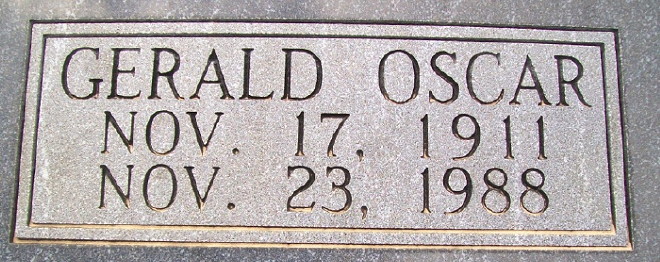 GERALD OSCAR
NOV. 17, 1911
NOV. 23, 1988